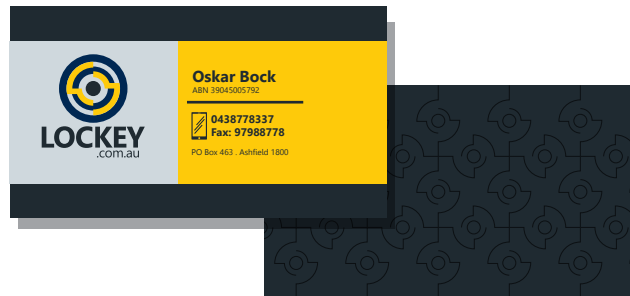 LOCKEY
.com.au
Oskar Bock
ABN 39045005792
0438778337
Fax: 97988778
PO Box 463 . Ashfield 1800